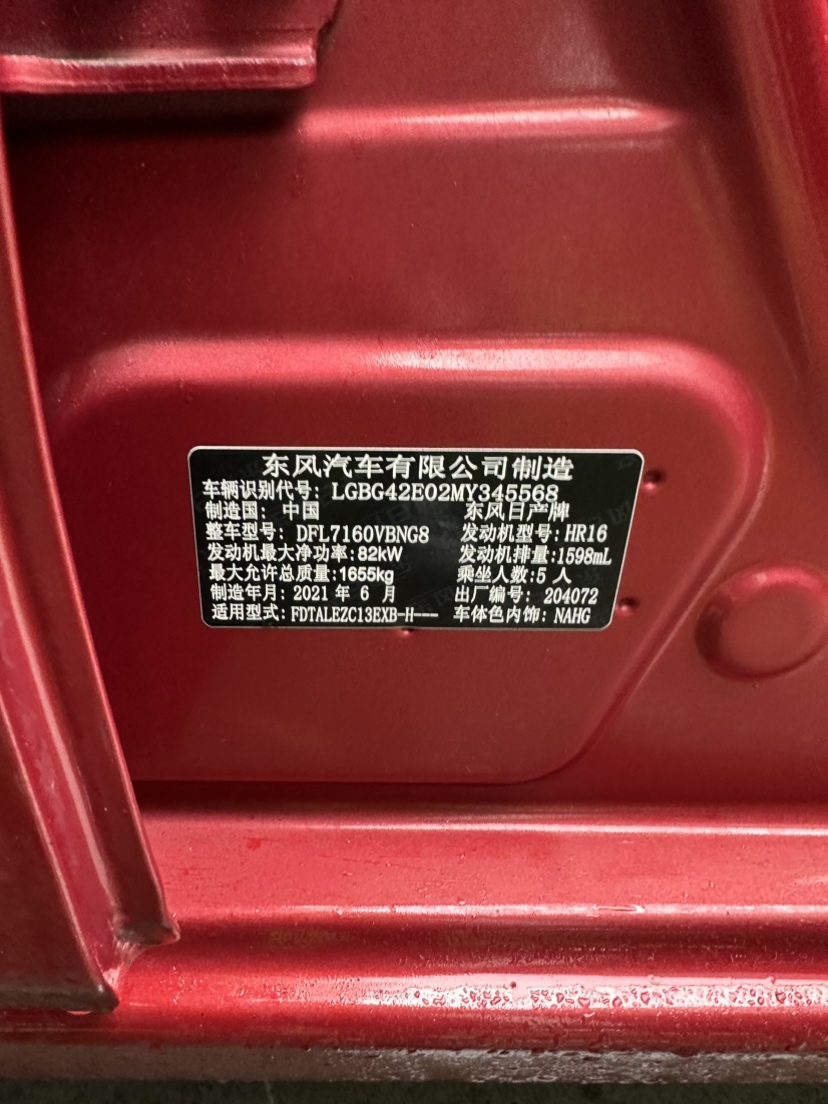 东风汽车有限公司制造
车辆识别代号: LGBG42E02MY345568
制造国: 中国 东风日产牌
整车型号: DFL7160VBNG8 发动机型号: HR16
发动机最大净功率: 82kW 发动机排量: 1598mL
最大允许总质量: 1655kg 乘坐人数: 5 人
制造年月: 2021 年 6 月 出厂编号: 204072
适用型式: FDTALEZC13EXB-H--- 车体色内饰: NAHG